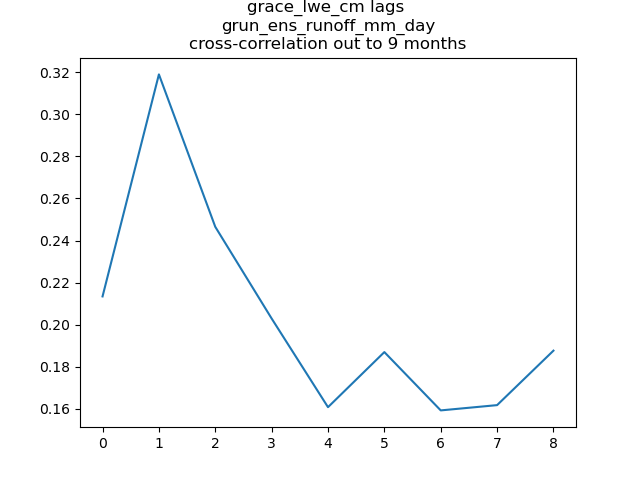 grace_lwe_cm lags
grun_ens_runoff_mm_day
cross-correlation out to 9 months
0.32
0.30
0.28
0.26
0.24
0.22
0.20
0.18
0.16
0 1 2 3 4 5 6 7 8